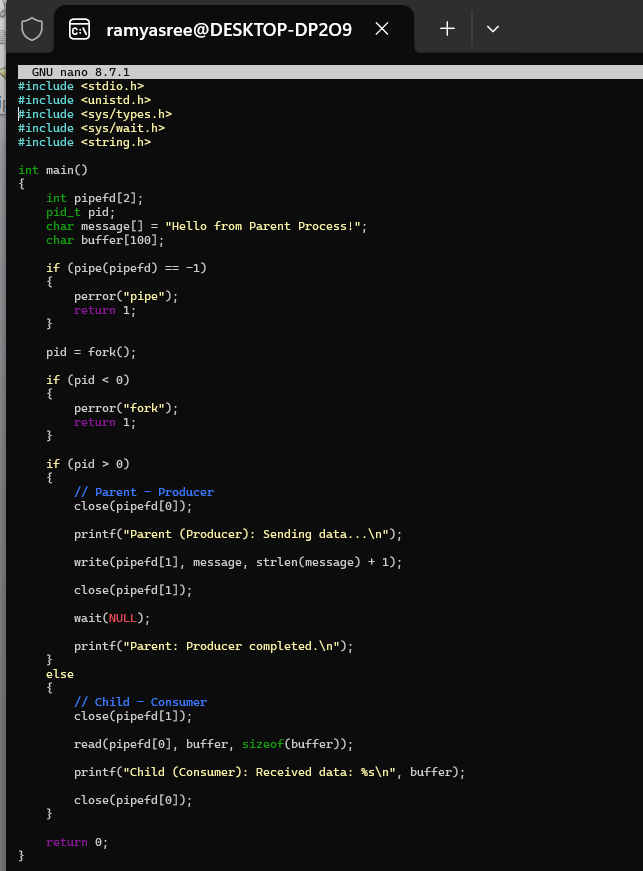 ramyasree@DESKTOP-DP2O9
GNU nano 8.7.1
#include <stdio.h>
#include <unistd.h>
#include <sys/types.h>
#include <sys/wait.h>
#include <string.h>

int main()
{
    int pipefd[2];
    pid_t pid;
    char message[] = "Hello from Parent Process!";
    char buffer[100];

    if (pipe(pipefd) == -1)
    {
        perror("pipe");
        return 1;
    }

    pid = fork();

    if (pid < 0)
    {
        perror("fork");
        return 1;
    }

    if (pid > 0)
    {
        // Parent - Producer
        close(pipefd[0]);

        printf("Parent (Producer): Sending data...\n");

        write(pipefd[1], message, strlen(message) + 1);

        close(pipefd[1]);

        wait(NULL);

        printf("Parent: Producer completed.\n");
    }
    else
    {
        // Child - Consumer
        close(pipefd[1]);

        read(pipefd[0], buffer, sizeof(buffer));

        printf("Child (Consumer): Received data: %s\n", buffer);

        close(pipefd[0]);
    }

    return 0;
}